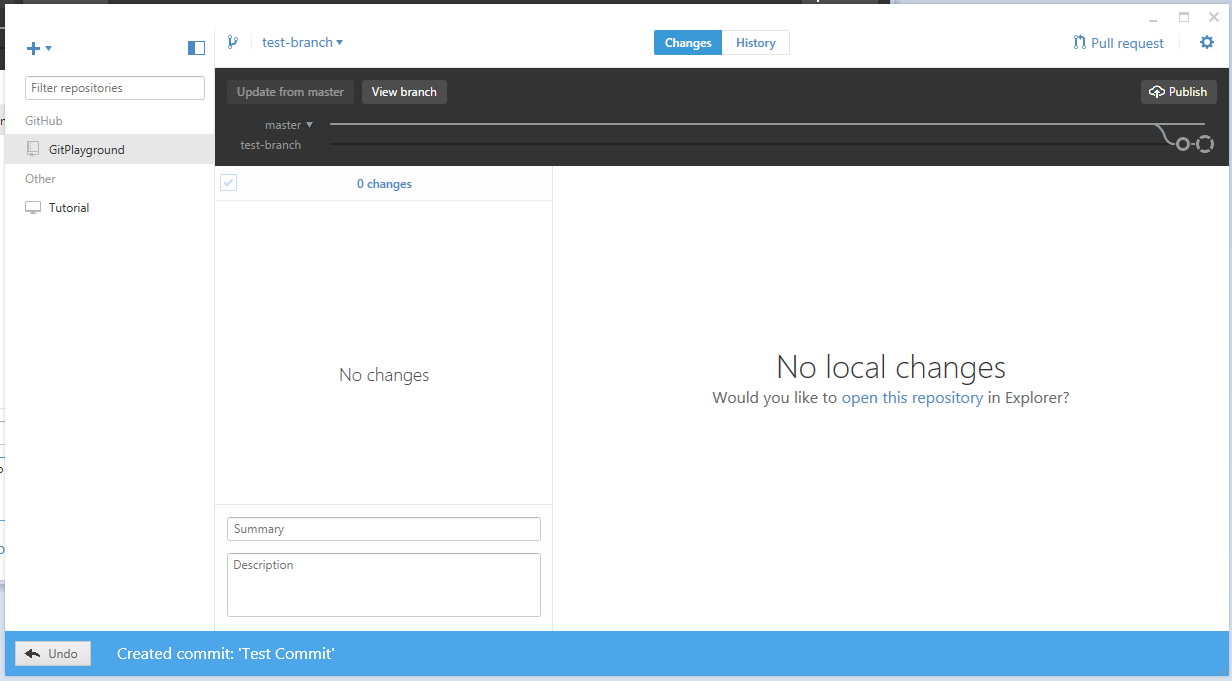 test-branch
Changes
History
Pull request
Filter repositories
GitHub
GitPlayground
Other
Tutorial
Update from master
View branch
Publish
master
test-branch
0 changes
No changes
No local changes
Would you like to open this repository in Explorer?
Summary
Description
Undo
Created commit: 'Test Commit'